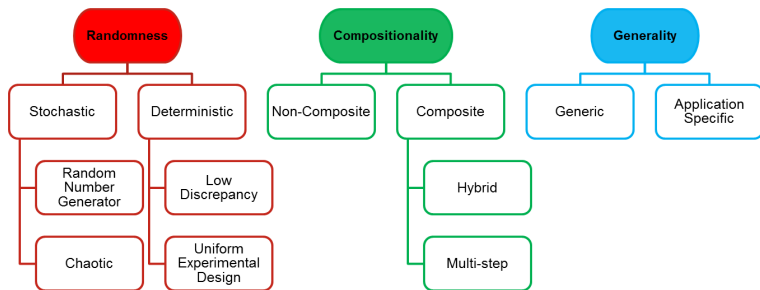 Randomness
Compositionality
Generality
Stochastic
Deterministic
Non-Composite
Composite
Generic
Application
Specific
Random
Number
Generator
Low
Discrepancy
Hybrid
Chaotic
Uniform
Experimental
Design
Multi-step